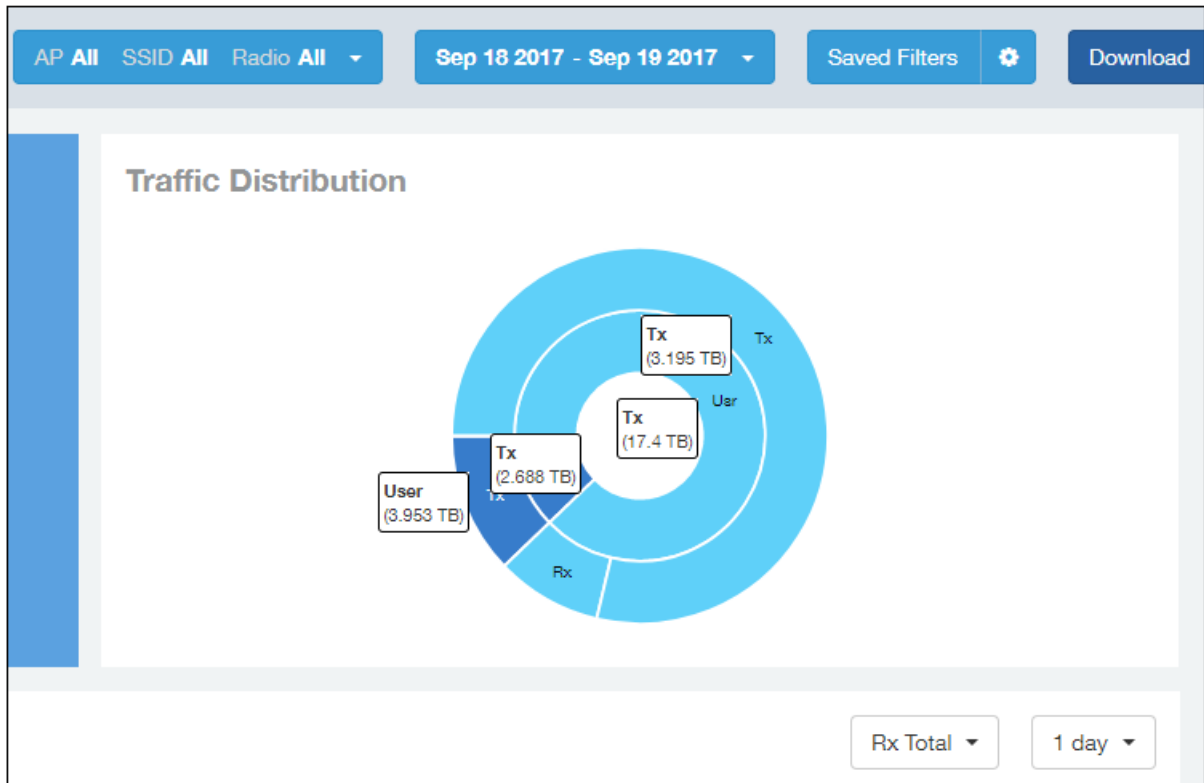 AP All SSID All Radio All
Sep 18 2017 - Sep 19 2017
Saved Filters
Download
Traffic Distribution
Tx
(3.195 TB)
Tx
Usr
Tx
(17.4 TB)
Tx
(2.688 TB)
Tx
User
(3.953 TB)
Rx
Rx Total
1 day